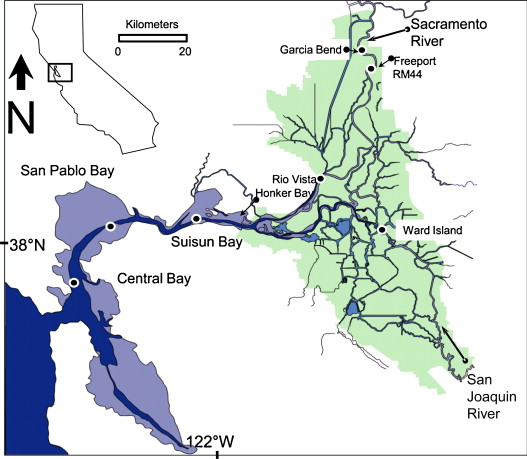 Kilometers
0 20
N
Sacramento
River
Garcia Bend
Freeport
RM44
San Pablo Bay
Rio Vista
Honker Bay
Suisun Bay
Ward Island
38°N
Central Bay
San
Joaquin
River
122°W